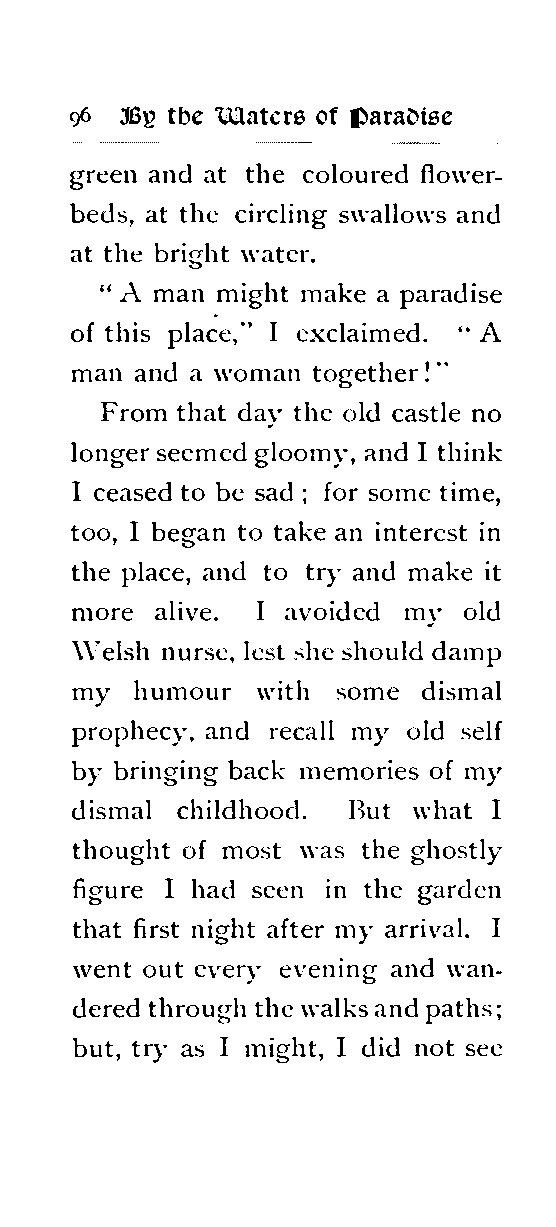 96 By the Waters of Paradise
green and at the coloured flower-
beds, at the circling swallows and
at the bright water.
“ A man might make a paradise
of this place,” I exclaimed. “ A
man and a woman together!”
From that day the old castle no
longer seemed gloomy, and I think
I ceased to be sad ; for some time,
too, I began to take an interest in
the place, and to try and make it
more alive. I avoided my old
Welsh nurse, lest she should damp
my humour with some dismal
prophecy, and recall my old self
by bringing back memories of my
dismal childhood. But what I
thought of most was the ghostly
figure I had seen in the garden
that first night after my arrival. I
went out every evening and wan-
dered through the walks and paths;
but, try as I might, I did not see